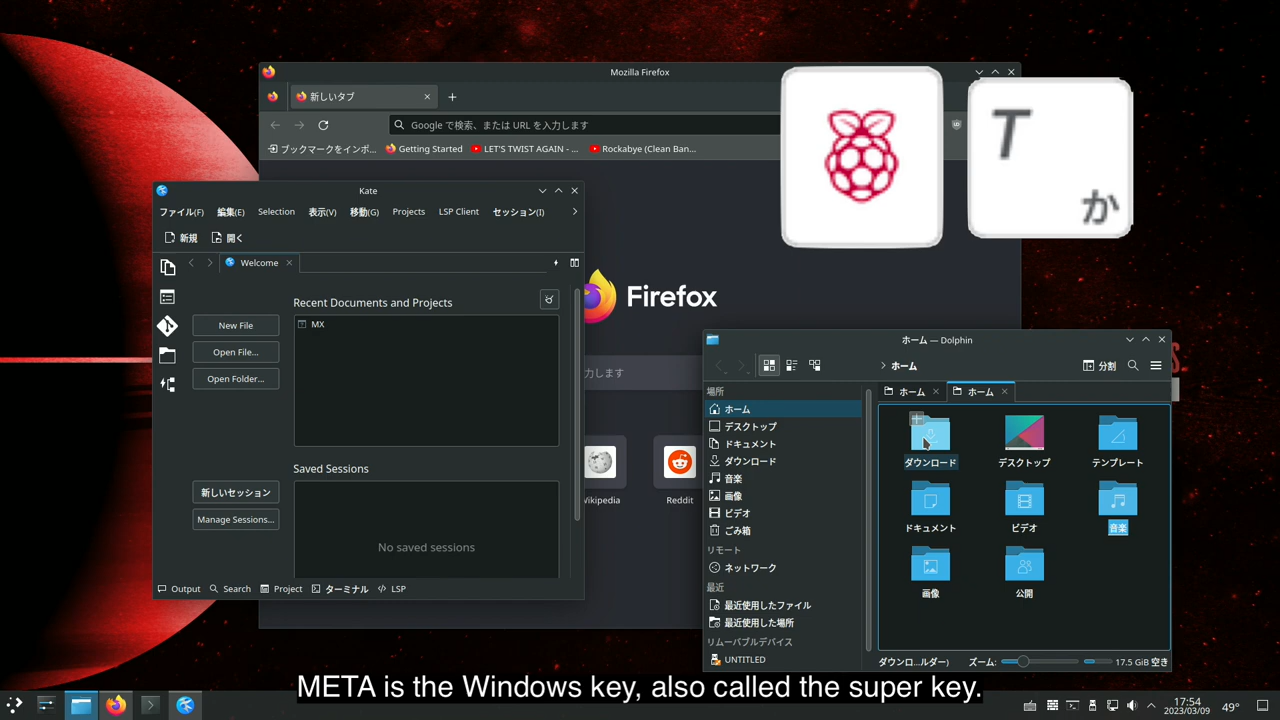 Mozilla Firefox
新しいタブ
Google で検索、または URL を入力します
ブックマークをインポ...
Getting Started
LET'S TWIST AGAIN - ...
Rockabye (Clean Ban...
T
か
Kate
ファイル(F)
編集(E)
Selection
表示(V)
移動(G)
Projects
LSP Client
セッション(I)
新規
開く
Welcome
Recent Documents and Projects
MX
New File
Open File...
Open Folder...
Saved Sessions
新しいセッション
Manage Sessions...
No saved sessions
Output
Search
Project
ターミナル
LSP
Firefox
力します
ikipedia
Reddit
ホーム — Dolphin
ホーム
分割
場所
ホーム
デスクトップ
ドキュメント
ダウンロード
音楽
画像
ビデオ
ごみ箱
リモート
ネットワーク
最近
最近使用したファイル
最近使用した場所
リムーバブルデバイス
UNTITLED
ホーム
ホーム
ダウンロード
デスクトップ
テンプレート
ドキュメント
ビデオ
音楽
画像
公開
ダウンロ...ルダー)
ズーム:
17.5 GiB 空き
META is the Windows key, also called the super key.
17:54
2023/03/09
49°